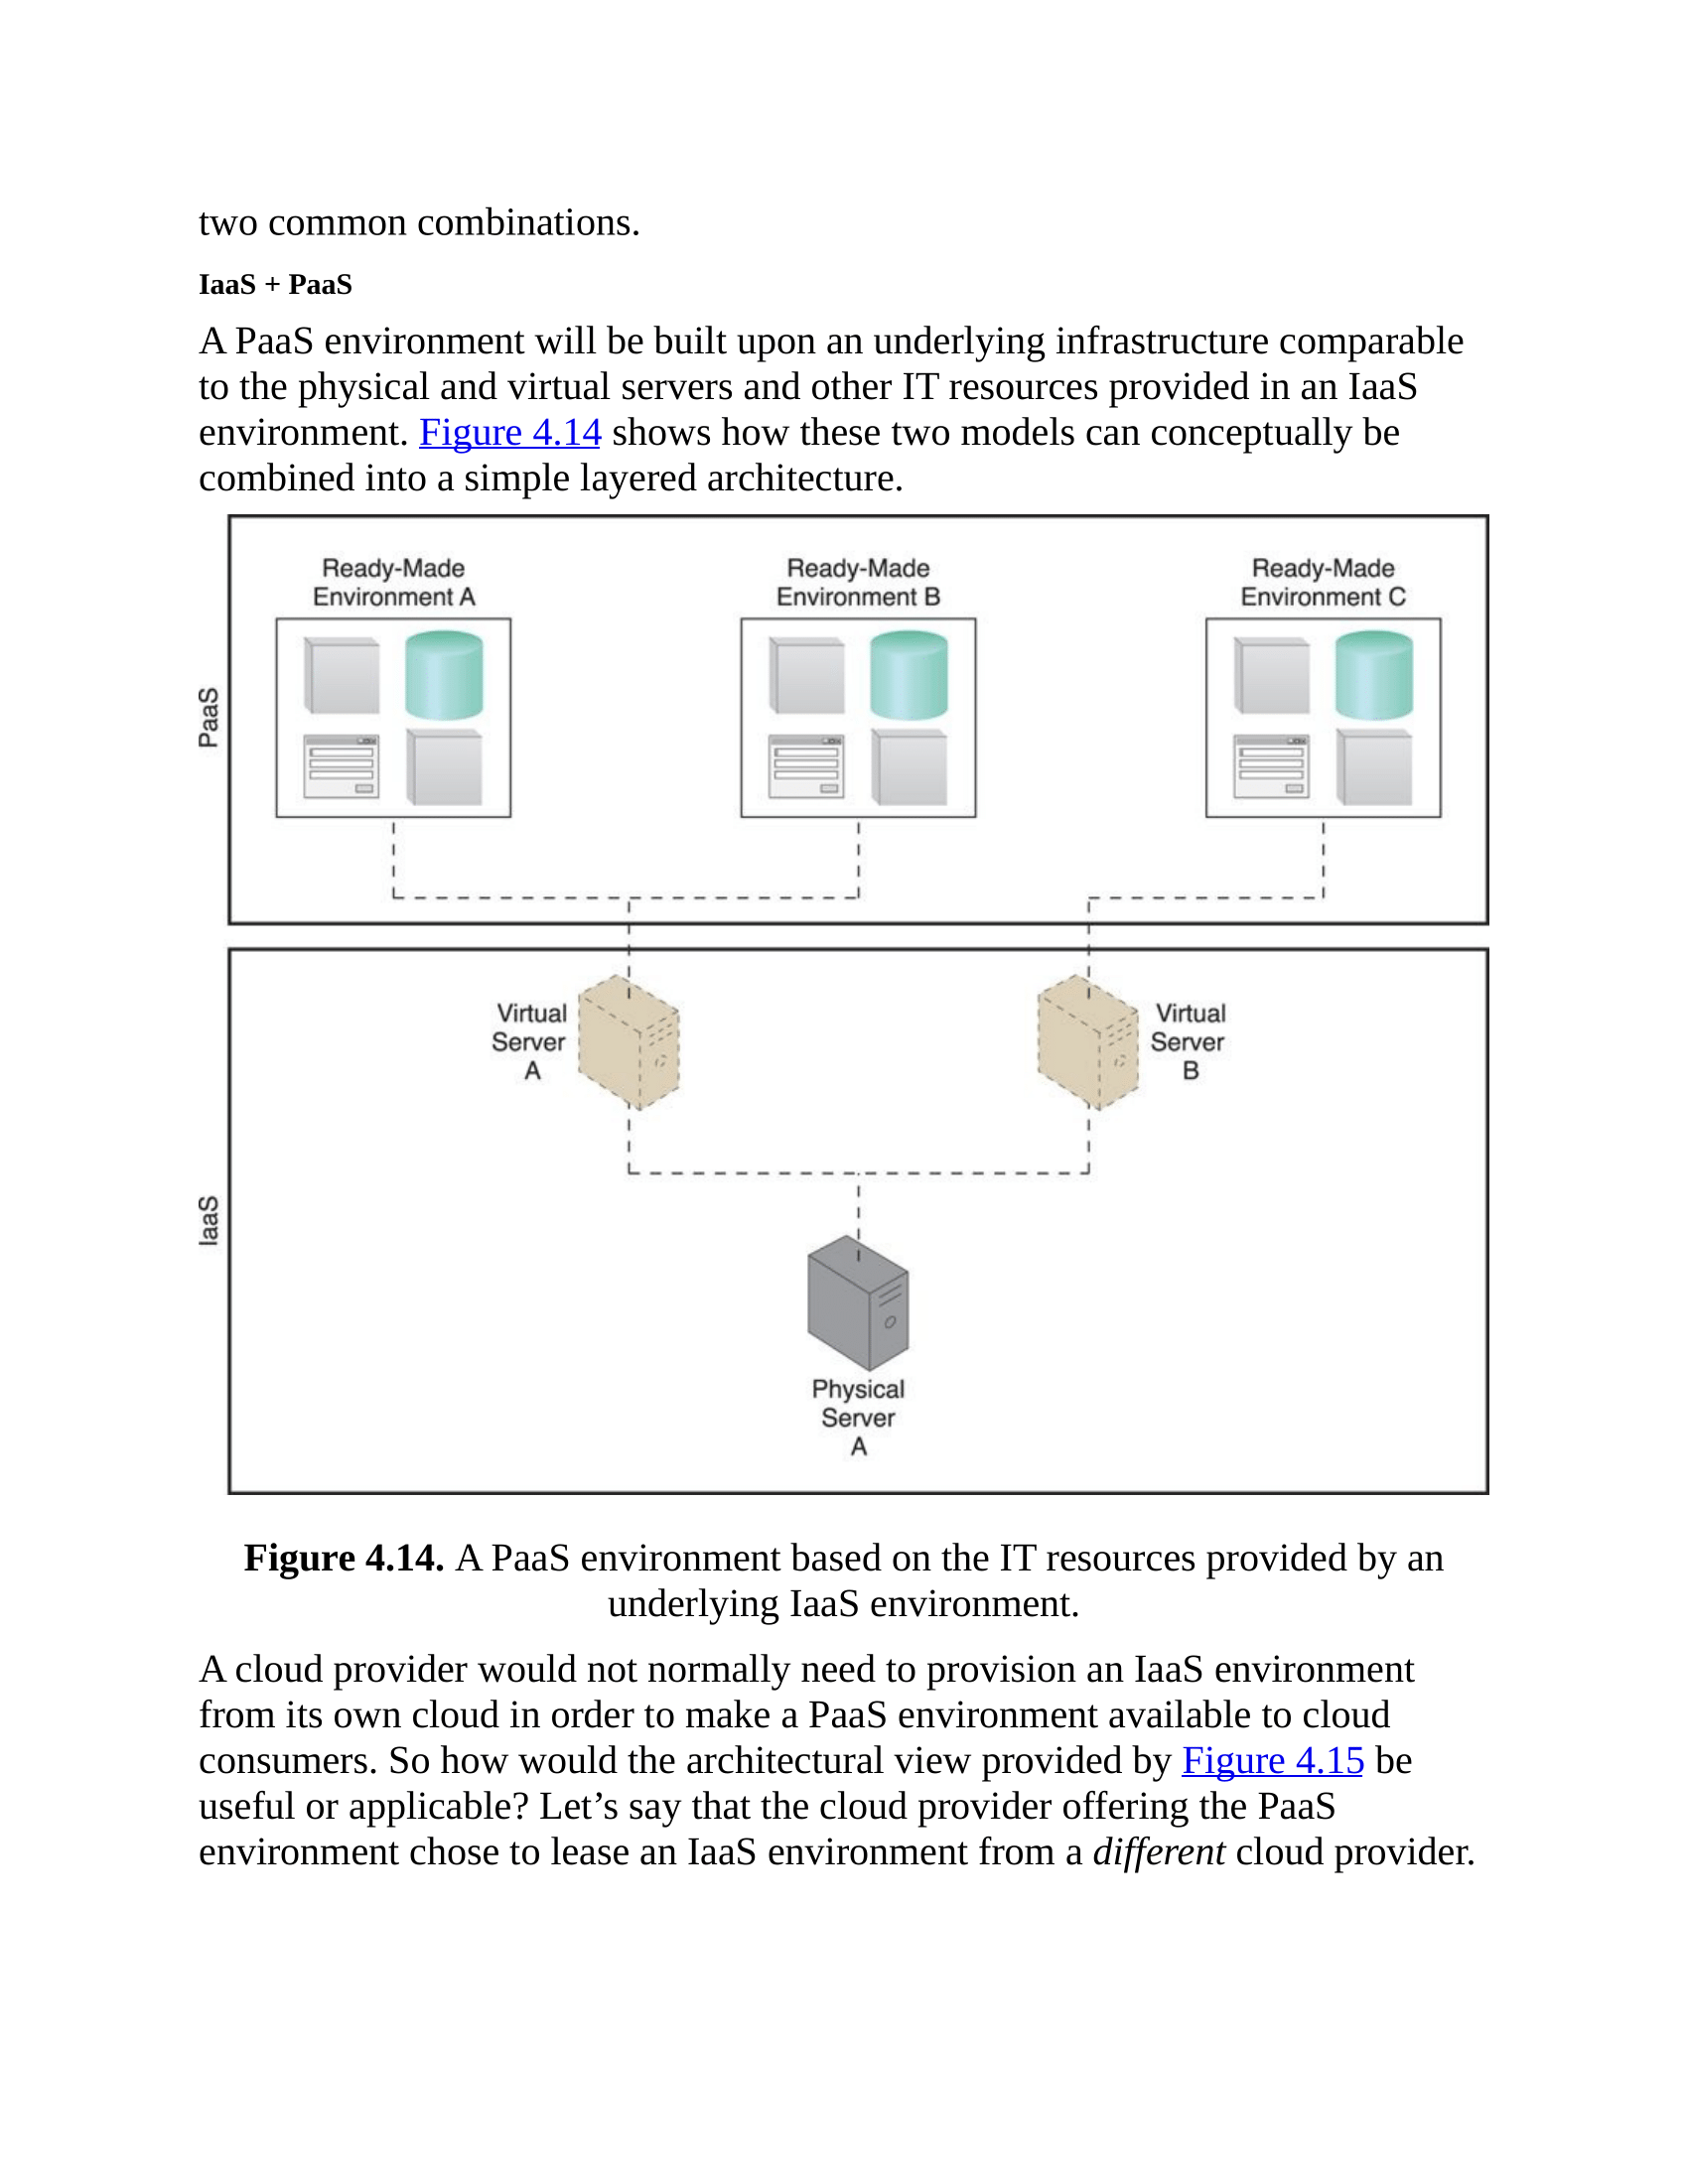 two common combinations.
IaaS + PaaS
A PaaS environment will be built upon an underlying infrastructure comparable
to the physical and virtual servers and other IT resources provided in an IaaS
environment. Figure 4.14 shows how these two models can conceptually be
combined into a simple layered architecture.
Ready-Made
Environment A
Ready-Made
Environment B
Ready-Made
Environment C
PaaS
Virtual
Server
A
Virtual
Server
B
IaaS
Physical
Server
A
Figure 4.14. A PaaS environment based on the IT resources provided by an
underlying IaaS environment.
A cloud provider would not normally need to provision an IaaS environment
from its own cloud in order to make a PaaS environment available to cloud
consumers. So how would the architectural view provided by Figure 4.15 be
useful or applicable? Let’s say that the cloud provider offering the PaaS
environment chose to lease an IaaS environment from a different cloud provider.